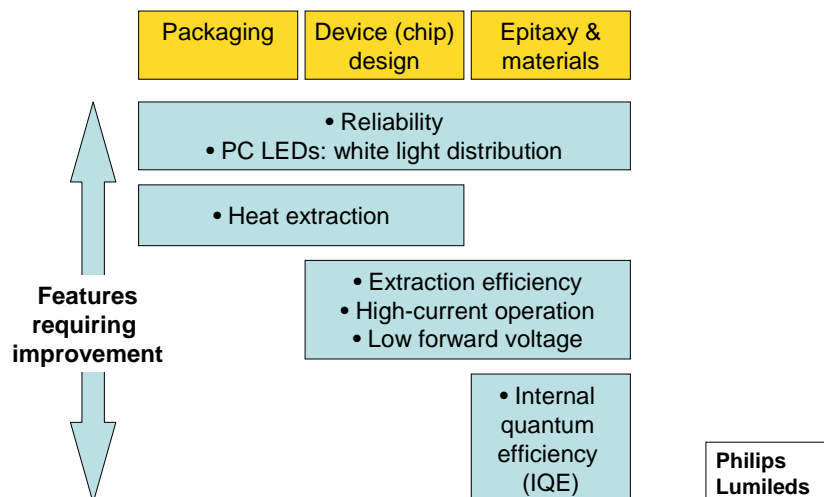 Packaging
Device (chip)
design
Epitaxy &
materials
• Reliability
• PC LEDs: white light distribution
• Heat extraction
• Extraction efficiency
• High-current operation
• Low forward voltage
Features
requiring
improvement
• Internal
quantum
efficiency
(IQE)
Philips
Lumileds